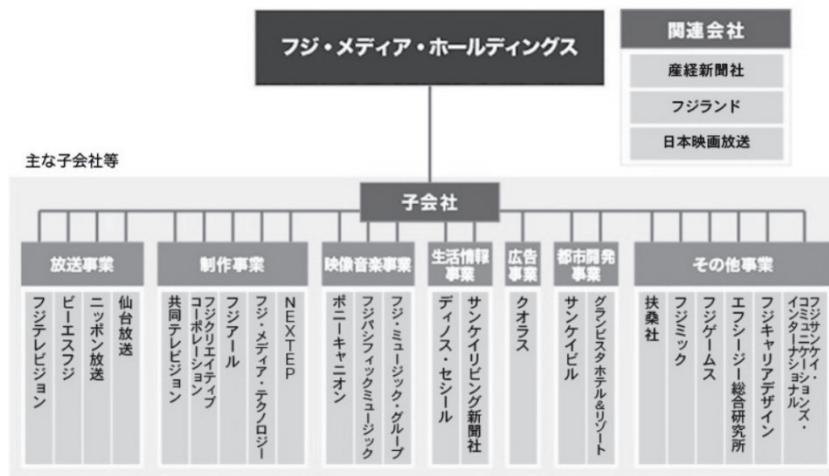 フジ・メディア・ホールディングス
関連会社
産経新聞社
フジランド
日本映画放送
主な子会社等
子会社
放送事業
フジテレビジョン
ビーエスフジ
ニッポン放送
仙台放送
制作事業
共同テレビジョン
フジクリエイティブ
コーポレーション
フジアール
フジ・メディア・テクノロジー
NEXTEP
映像音楽事業
ポニーキャニオン
フジパシフィックミュージック
フジ・ミュージック・グループ
生活情報
事業
ディノス・セシール
サンケイリビング新聞社
広告
事業
クオラス
都市開発
事業
サンケイビル
グランビスタホテル&リゾート
その他事業
扶桑社
フジミック
フジゲームス
エフシージー総合研究所
フジキャリアデザイン
フジサンケイ・
コミュニケーションズ・
インターナショナル